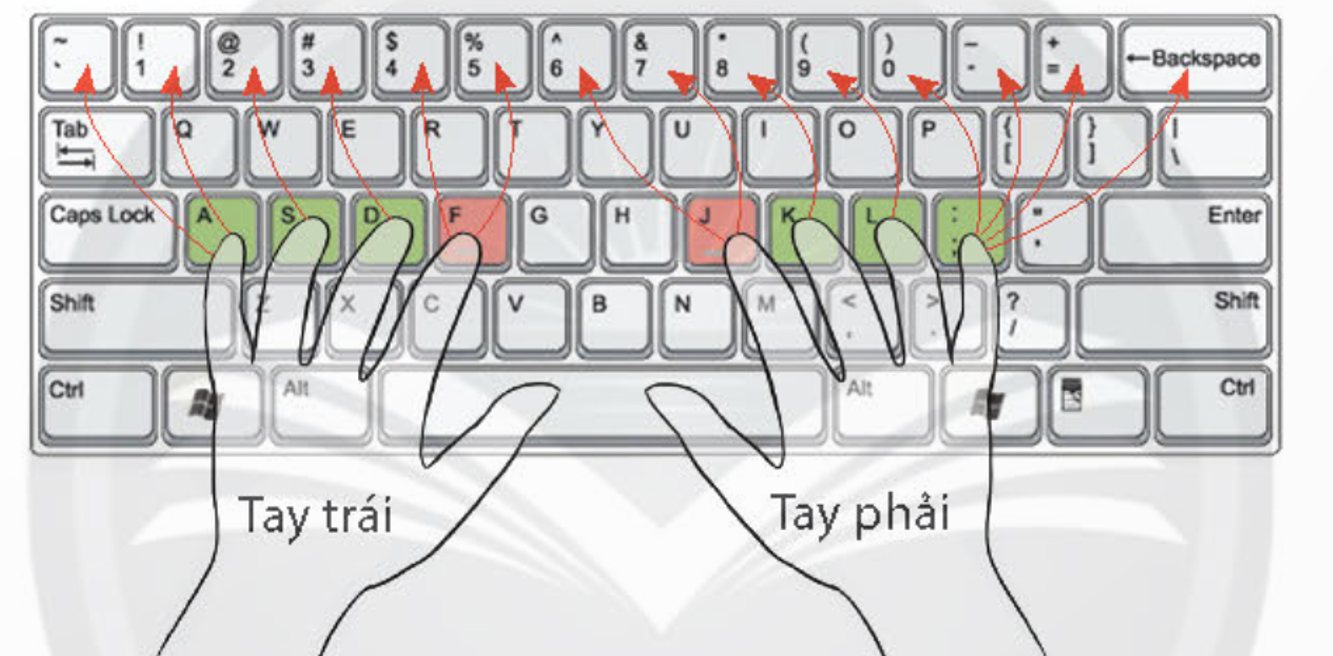 ~ ! @ # $ % ^ & * ( ) _ +
` 1 2 3 4 5 6 7 8 9 0 - = ←Backspace
Tab Q W E R T Y U I O P { } |
[ ] \
Caps Lock A S D F G H J K L : " Enter
; '
Shift Z X C V B N M < > ? Shift
, . /
Ctrl Alt Alt Ctrl
Tay trái Tay phải